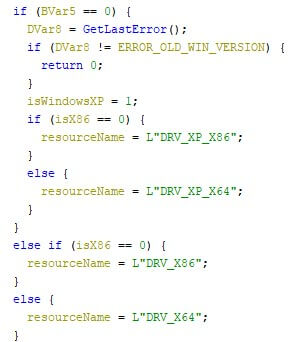 if (BVar5 == 0) {
DVar8 = GetLastError();
if (DVar8 != ERROR_OLD_WIN_VERSION) {
return 0;
}
isWindowsXP = 1;
if (isX86 == 0) {
resourceName = L"DRV_XP_X86";
}
else {
resourceName = L"DRV_XP_X64";
}
}
else if (isX86 == 0) {
resourceName = L"DRV_X86";
}
else {
resourceName = L"DRV_X64";
}